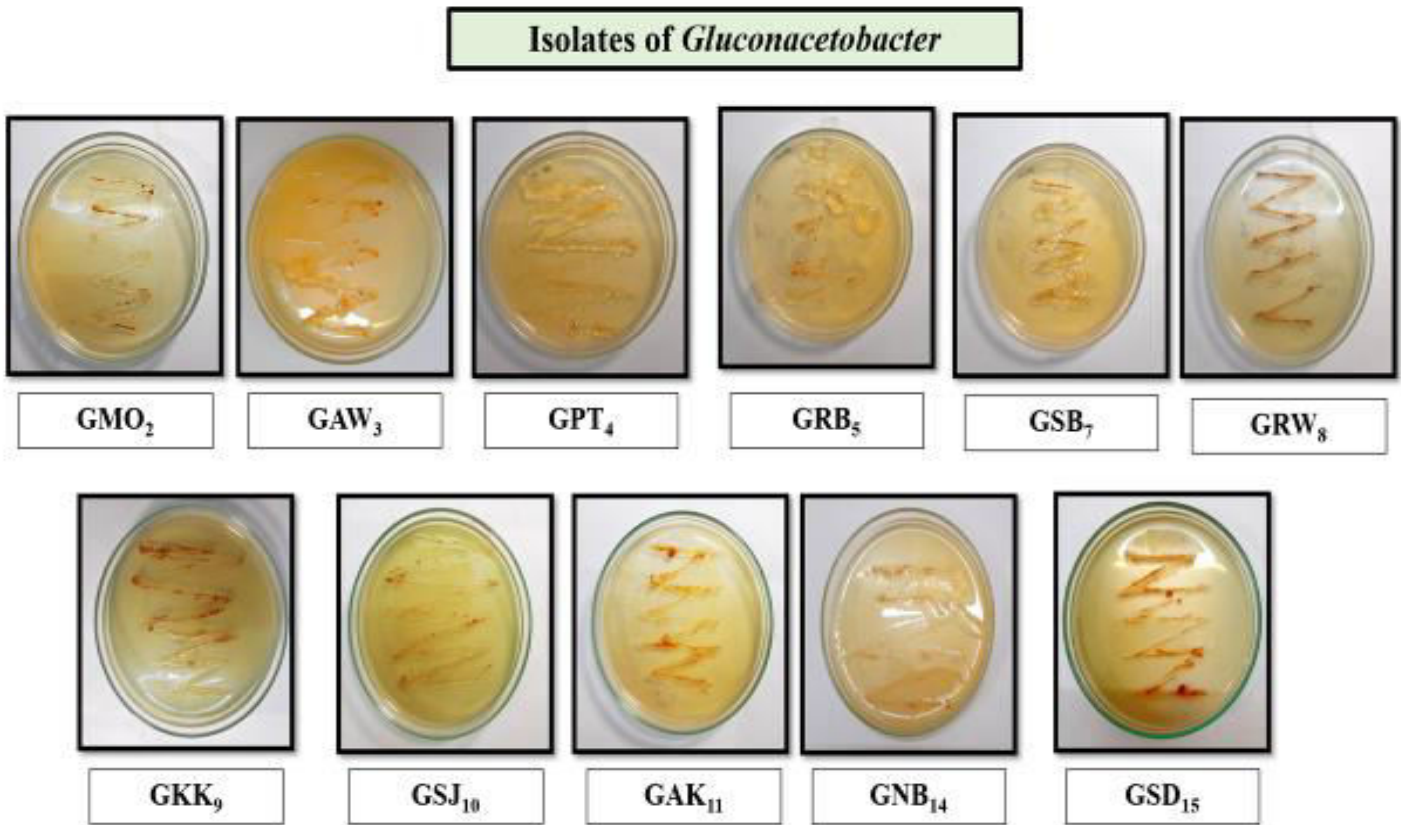 Isolates of Gluconacetobacter
GMO₂
GAW₃
GPT₄
GRB₅
GSB₇
GRW₈
GKK₉
GSJ₁₀
GAK₁₁
GNB₁₄
GSD₁₅